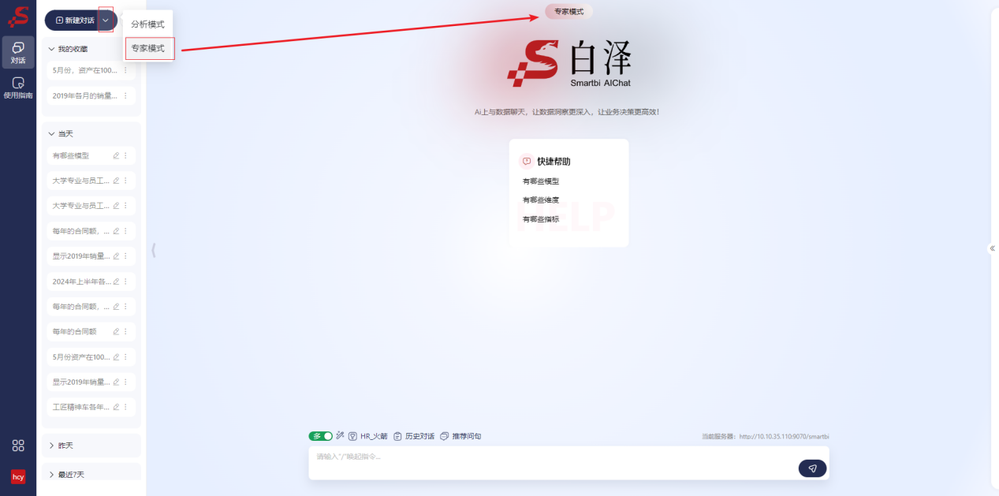 对话
使用指南
hcy
新建对话
分析模式
专家模式
我的收藏
5月份，资产在100...
2019年各月的销量...
当天
有哪些模型
大学专业与员工...
大学专业与员工...
每年的合同额，...
显示2019年销量...
2024年上半年各...
每年的合同额，...
每年的合同额
5月份资产在100...
显示2019年销量...
工匠精神车各年...
昨天
最近7天
专家模式
白泽
Smartbi AIChat
Ai上与数据聊天，让数据洞察更深入，让业务决策更高效！
快捷帮助
有哪些模型
有哪些维度
有哪些指标
HELP
多 HR_火箭 历史对话 推荐问句
当前服务器：http://10.10.35.110:9070/smartbi
请输入“/”唤起指令...